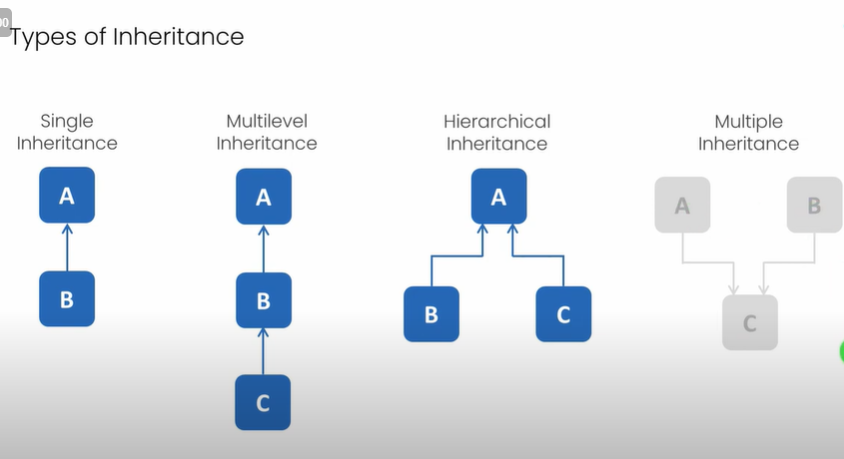 Types of Inheritance
Single
Inheritance
A
B
Multilevel
Inheritance
A
B
C
Hierarchical
Inheritance
A
B
C
Multiple
Inheritance
A
B
C